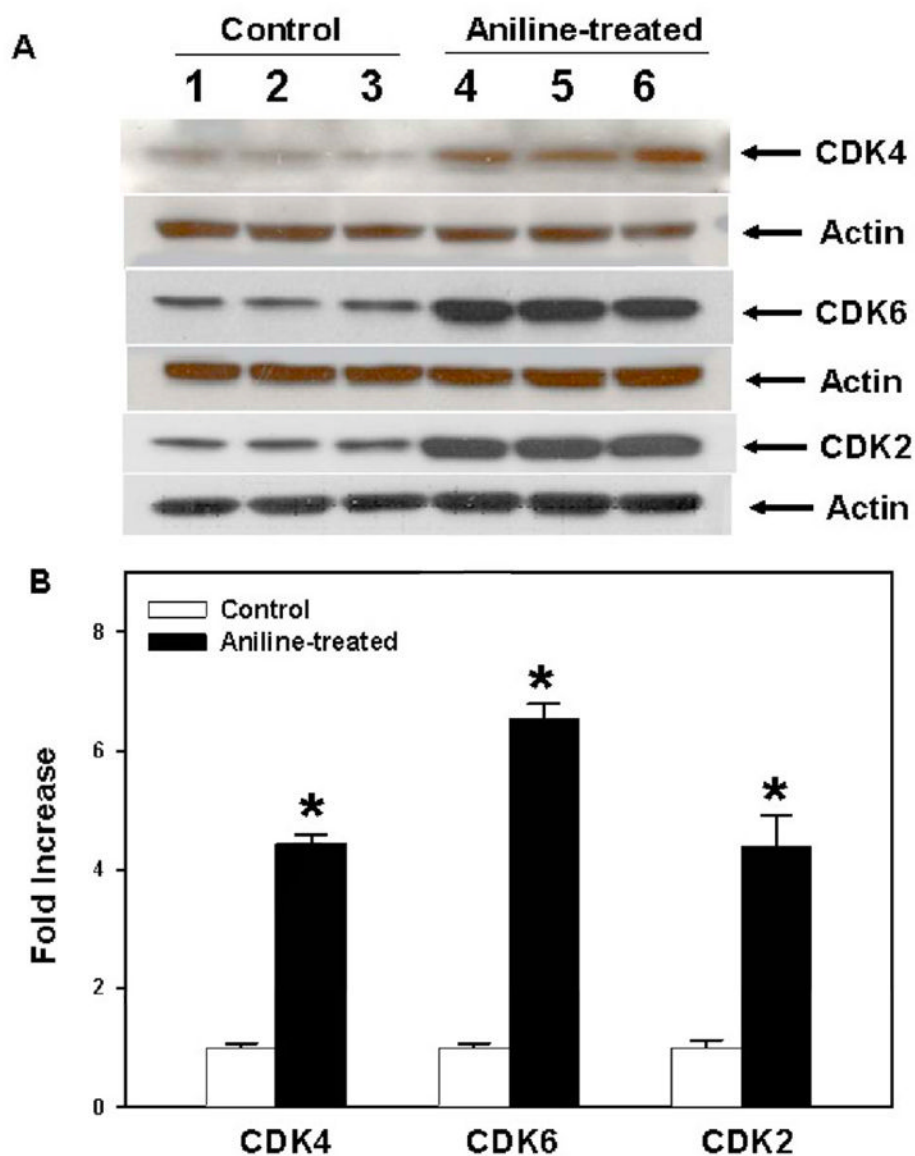 A
Control Aniline-treated
1 2 3 4 5 6
CDK4
Actin
CDK6
Actin
CDK2
Actin
B
Control
Aniline-treated
8
6
4
2
0
Fold Increase
* * *
CDK4 CDK6 CDK2